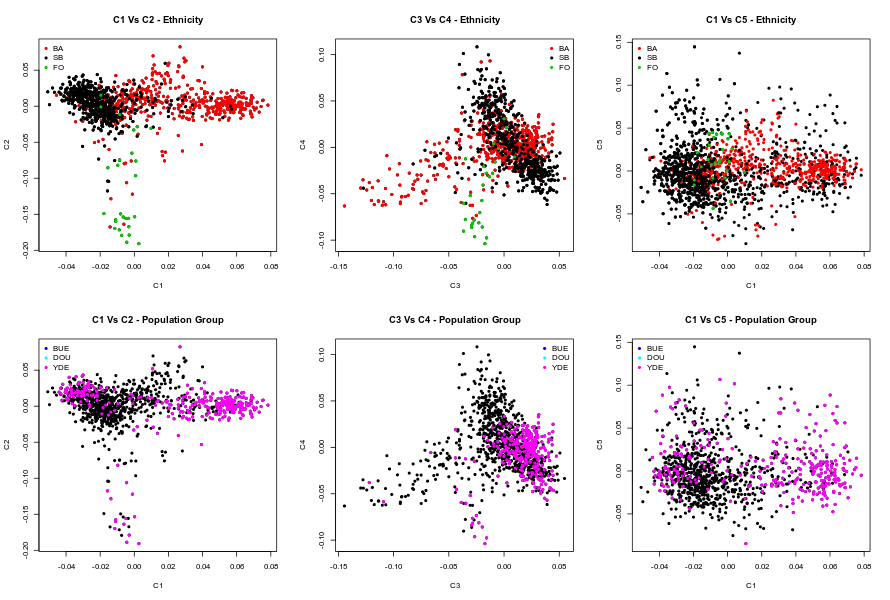 C1 Vs C2 - Ethnicity
C3 Vs C4 - Ethnicity
C1 Vs C5 - Ethnicity
BA
SB
FO
BA
SB
FO
BA
SB
FO
C2
0.05
0.00
-0.05
-0.10
-0.15
-0.20
-0.04
-0.02
0.00
0.02
0.04
0.06
0.08
C1
C4
0.10
0.05
0.00
-0.05
-0.10
-0.15
-0.10
-0.05
0.00
0.05
C3
C5
0.15
0.10
0.05
0.00
-0.05
-0.04
-0.02
0.00
0.02
0.04
0.06
0.08
C1
C1 Vs C2 - Population Group
C3 Vs C4 - Population Group
C1 Vs C5 - Population Group
BUE
DOU
YDE
BUE
DOU
YDE
BUE
DOU
YDE
C2
0.05
0.00
-0.05
-0.10
-0.15
-0.20
-0.04
-0.02
0.00
0.02
0.04
0.06
0.08
C1
C4
0.10
0.05
0.00
-0.05
-0.10
-0.15
-0.10
-0.05
0.00
0.05
C3
C5
0.15
0.10
0.05
0.00
-0.05
-0.04
-0.02
0.00
0.02
0.04
0.06
0.08
C1